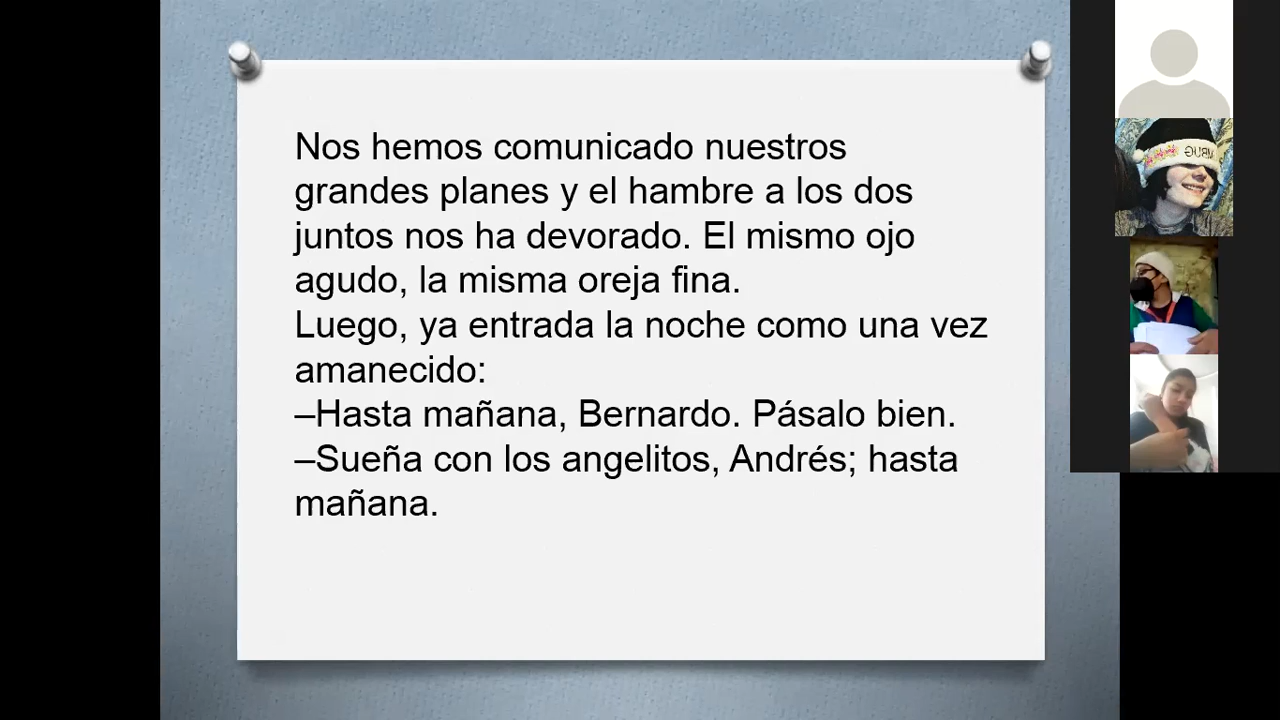 Nos hemos comunicado nuestros
grandes planes y el hambre a los dos
juntos nos ha devorado. El mismo ojo
agudo, la misma oreja fina.
Luego, ya entrada la noche como una vez
amanecido:
–Hasta mañana, Bernardo. Pásalo bien.
–Sueña con los angelitos, Andrés; hasta
mañana.